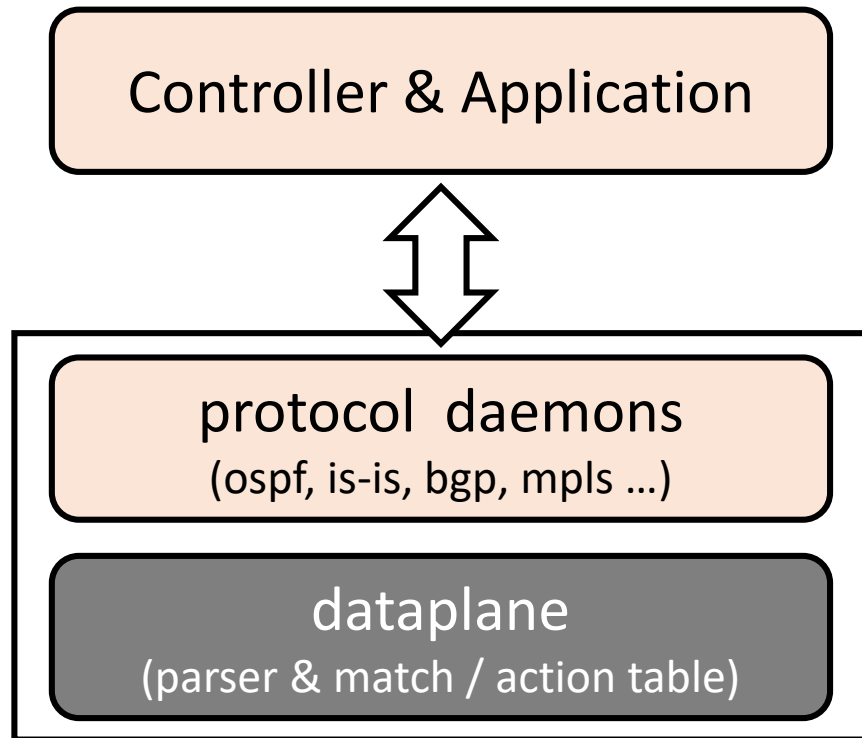 Controller & Application
protocol daemons
(ospf, is-is, bgp, mpls …)
dataplane
(parser & match / action table)